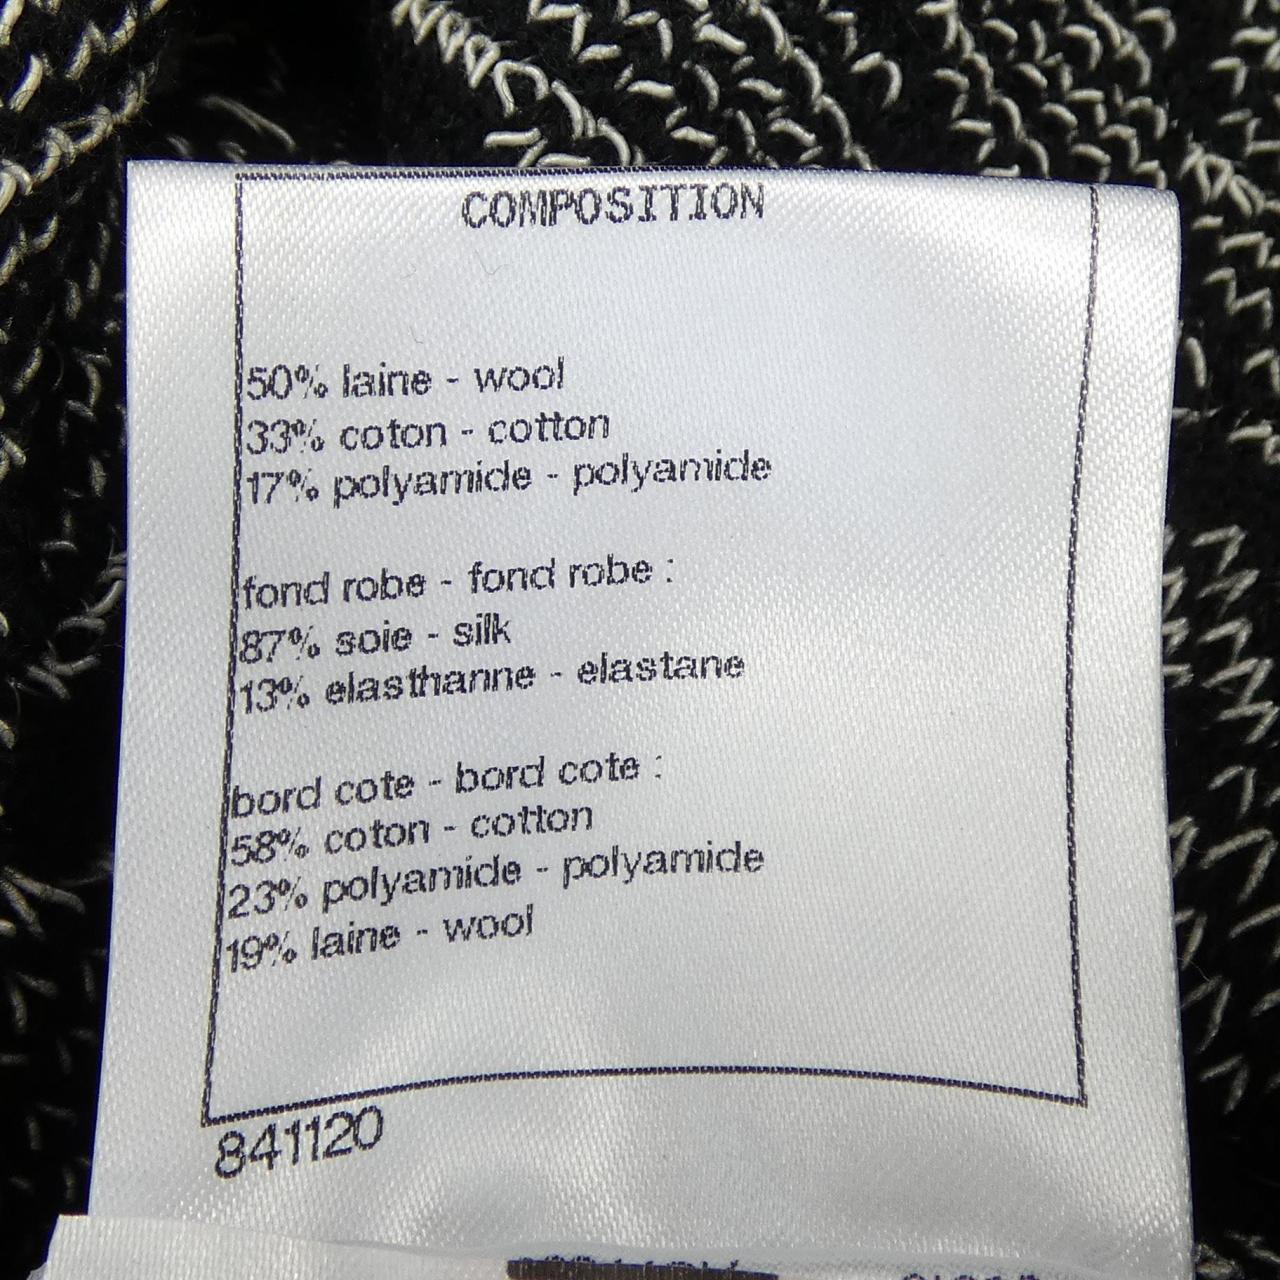 COMPOSITION
50% laine - wool
33% coton - cotton
17% polyamide - polyamide
fond robe - fond robe :
87% soie - silk
13% elasthanne - elastane
bord cote - bord cote :
58% coton - cotton
23% polyamide - polyamide
19% laine - wool
841120